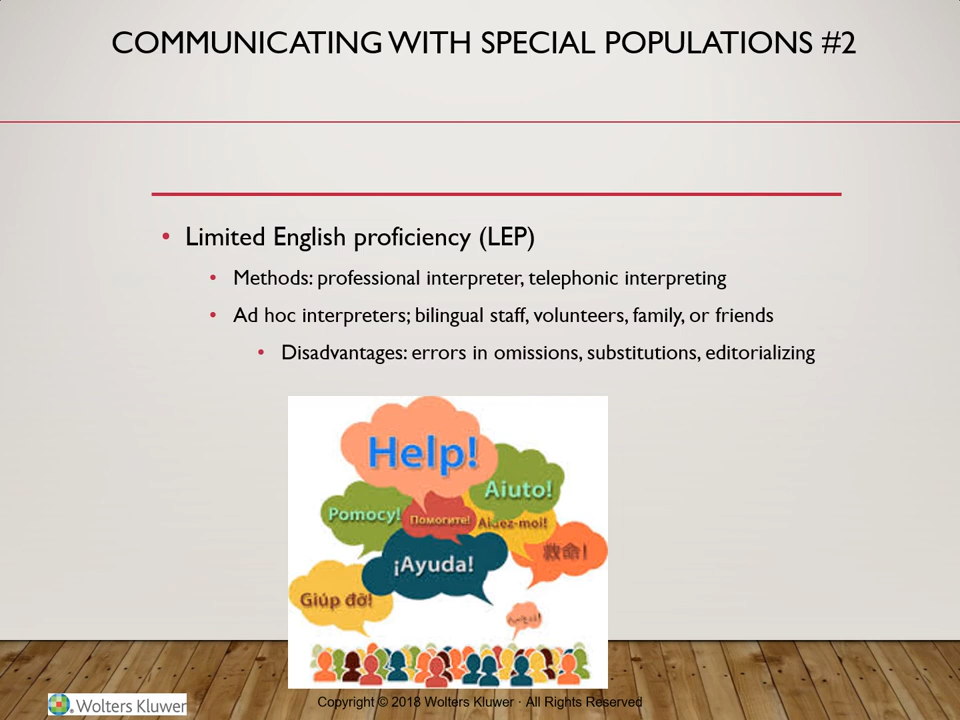 COMMUNICATING WITH SPECIAL POPULATIONS #2
• Limited English proficiency (LEP)
• Methods: professional interpreter, telephonic interpreting
• Ad hoc interpreters; bilingual staff, volunteers, family, or friends
• Disadvantages: errors in omissions, substitutions, editorializing
Help!
Aiuto!
Pomocy!
Помогите!
Aidez-moi!
救命!
¡Ayuda!
Giúp đỡ!
Wolters Kluwer
Copyright © 2018 Wolters Kluwer · All Rights Reserved